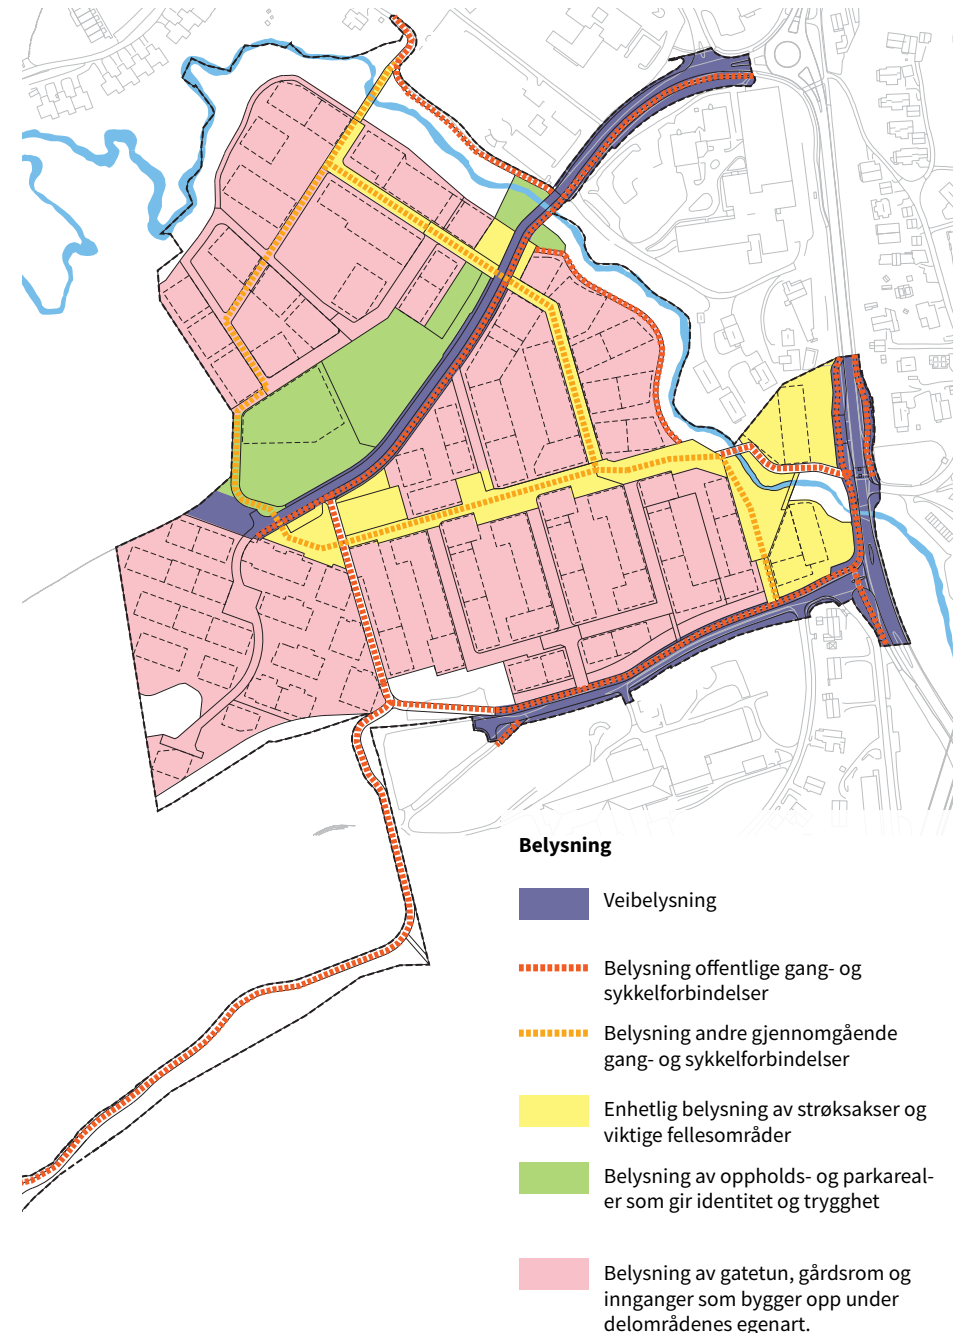 Belysning
Veibelysning
Belysning offentlige gang- og
sykkelforbindelser
Belysning andre gjennomgående
gang- og sykkelforbindelser
Enhetlig belysning av strøksakser og
viktige fellesområder
Belysning av oppholds- og parkareal-
er som gir identitet og trygghet
Belysning av gatetun, gårdsrom og
innganger som bygger opp under
delområdenes egenart.